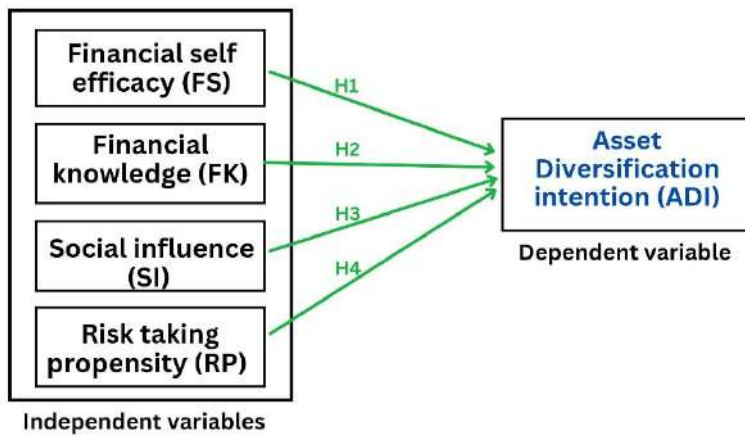 Financial self
efficacy (FS)
H1
Financial
knowledge (FK)
H2
Social influence
(SI)
H3
Risk taking
propensity (RP)
H4
Independent variables
Asset
Diversification
intention (ADI)
Dependent variable